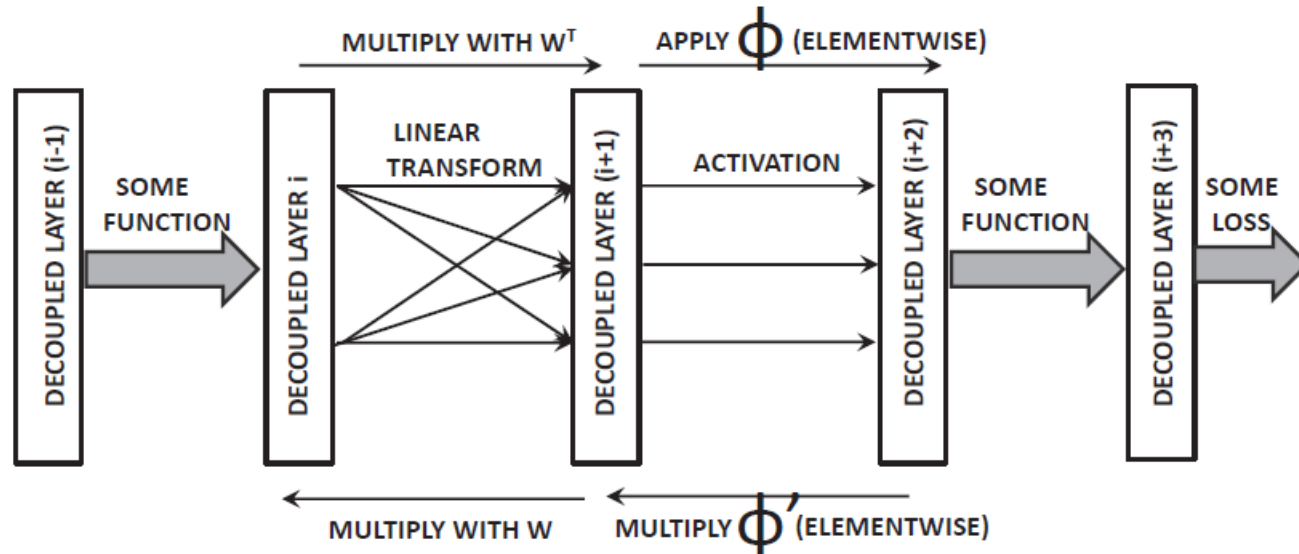 MULTIPLY WITH Wᵀ
APPLY ϕ (ELEMENTWISE)
DECOUPLED LAYER (i-1)
SOME
FUNCTION
DECOUPLED LAYER i
LINEAR
TRANSFORM
DECOUPLED LAYER (i+1)
ACTIVATION
DECOUPLED LAYER (i+2)
SOME
FUNCTION
DECOUPLED LAYER (i+3)
SOME
LOSS
MULTIPLY WITH W
MULTIPLY ϕ′ (ELEMENTWISE)